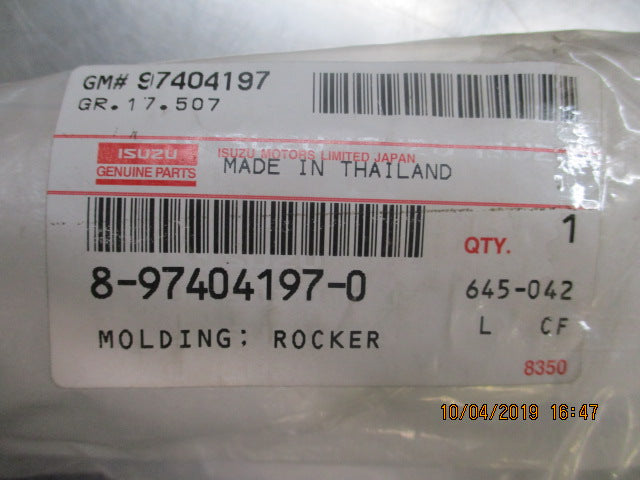 GM# 97404197
GR.17.507
ISUZU
GENUINE PARTS
ISUZU MOTORS LIMITED JAPAN
MADE IN THAILAND
QTY. 1
8-97404197-0
645-042
MOLDING; ROCKER
L CF
8350
10/04/2019 16:47